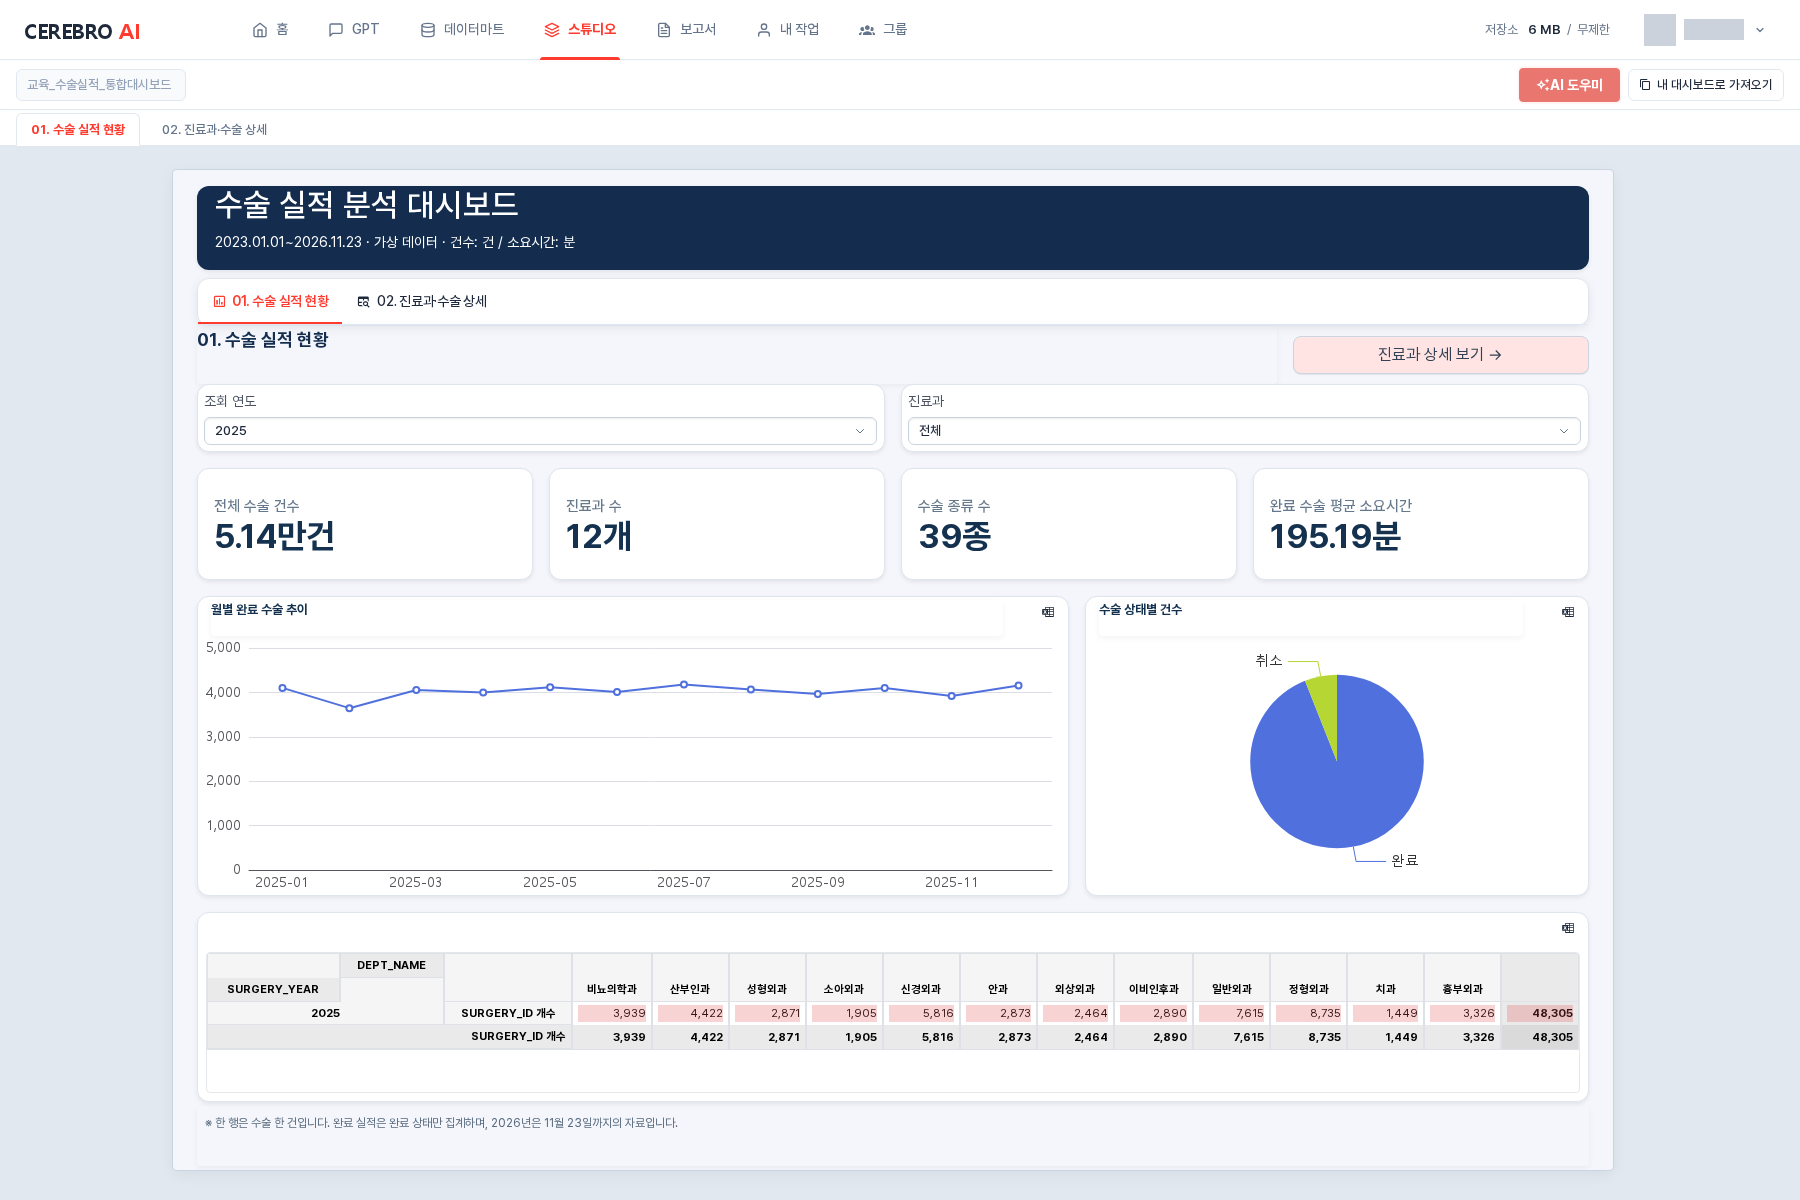 CEREBRO AI
홈
GPT
데이터마트
스튜디오
보고서
내 작업
그룹
저장소 6 MB / 무제한
교육_수술실적_통합대시보드
AI 도우미
내 대시보드로 가져오기
01. 수술 실적 현황
02. 진료과·수술 상세
수술 실적 분석 대시보드
2023.01.01~2026.11.23 · 가상 데이터 · 건수: 건 / 소요시간: 분
01. 수술 실적 현황
02. 진료과·수술 상세
01. 수술 실적 현황
진료과 상세 보기 →
조회 연도
2025
진료과
전체
전체 수술 건수
5.14만건
진료과 수
12개
수술 종류 수
39종
완료 수술 평균 소요시간
195.19분
월별 완료 수술 추이
5,000
4,000
3,000
2,000
1,000
0
2025-01 2025-03 2025-05 2025-07 2025-09 2025-11
수술 상태별 건수
취소
완료
DEPT_NAME
SURGERY_YEAR 비뇨의학과 산부인과 성형외과 소아외과 신경외과 안과 외상외과 이비인후과 일반외과 정형외과 치과 흉부외과
2025 SURGERY_ID 개수 3,939 4,422 2,871 1,905 5,816 2,873 2,464 2,890 7,615 8,735 1,449 3,326 48,305
SURGERY_ID 개수 3,939 4,422 2,871 1,905 5,816 2,873 2,464 2,890 7,615 8,735 1,449 3,326 48,305
※ 한 행은 수술 한 건입니다. 완료 실적은 완료 상태만 집계하며, 2026년은 11월 23일까지의 자료입니다.